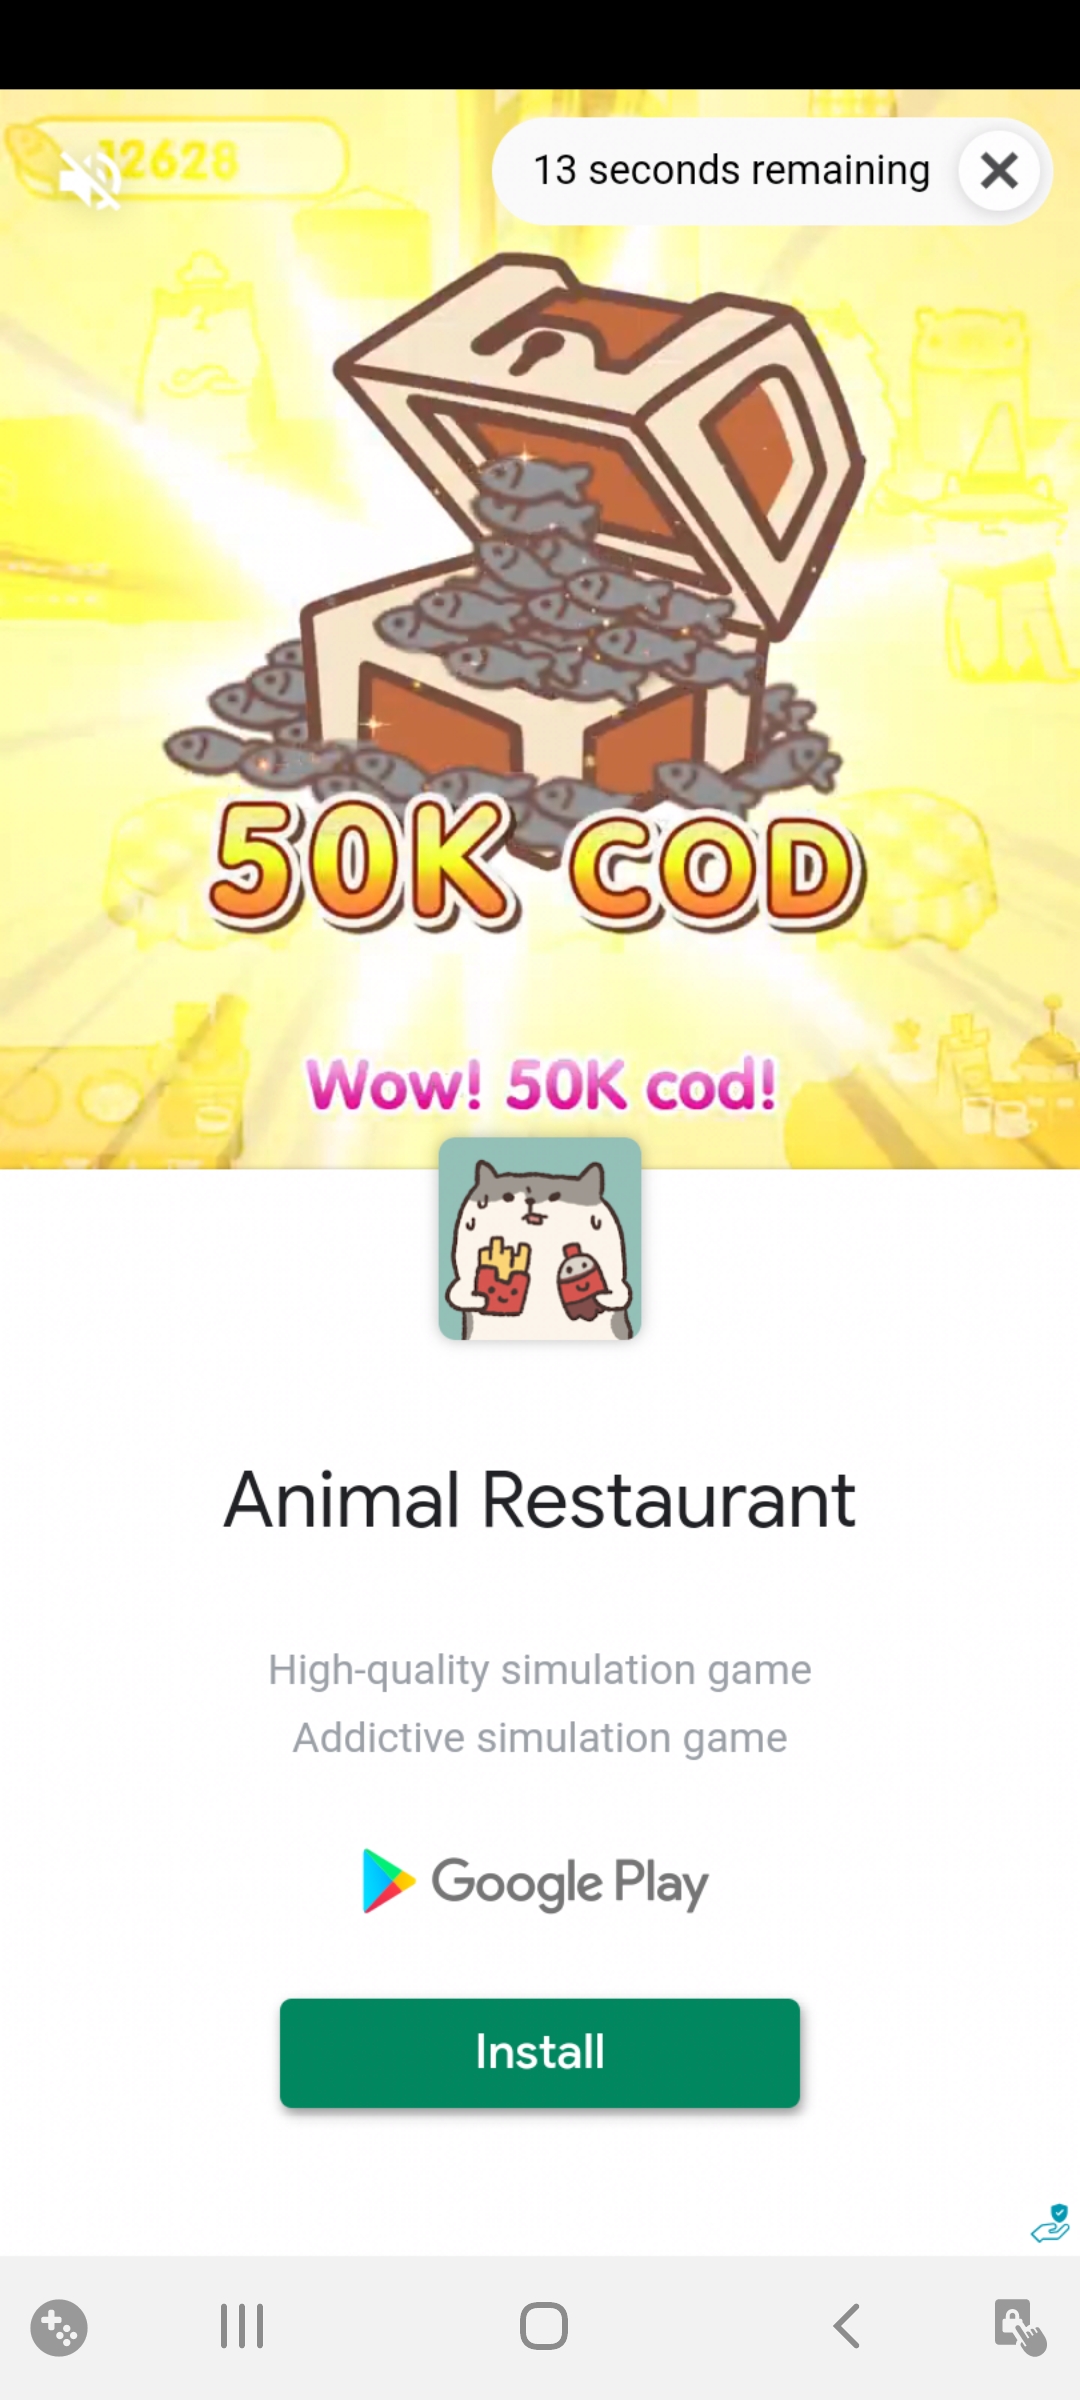 12628
13 seconds remaining
50K COD
Wow! 50K cod!
Animal Restaurant
High-quality simulation game
Addictive simulation game
Google Play
Install